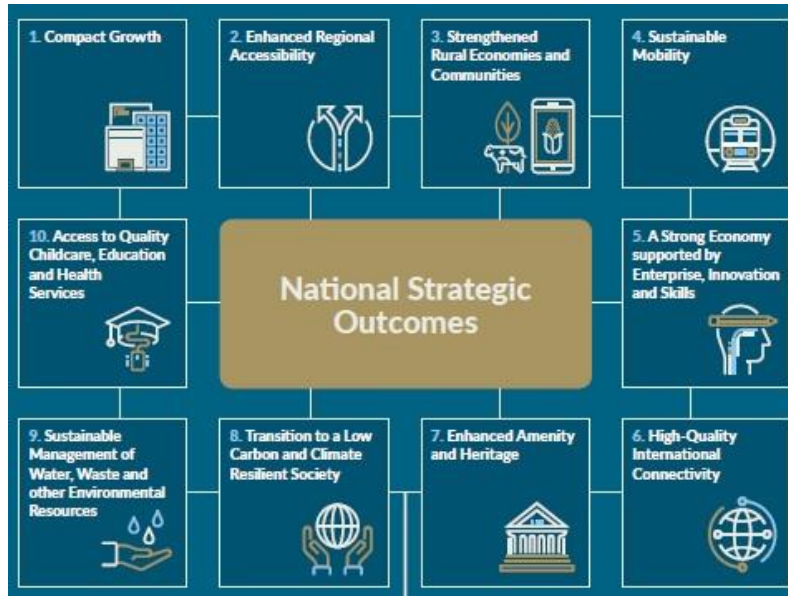 1. Compact Growth
2. Enhanced Regional
Accessibility
3. Strengthened
Rural Economies and
Communities
4. Sustainable
Mobility
10. Access to Quality
Childcare, Education
and Health
Services
National Strategic
Outcomes
5. A Strong Economy
supported by
Enterprise, Innovation
and Skills
9. Sustainable
Management of
Water, Waste and
other Environmental
Resources
8. Transition to a Low
Carbon and Climate
Resilient Society
7. Enhanced Amenity
and Heritage
6. High-Quality
International
Connectivity